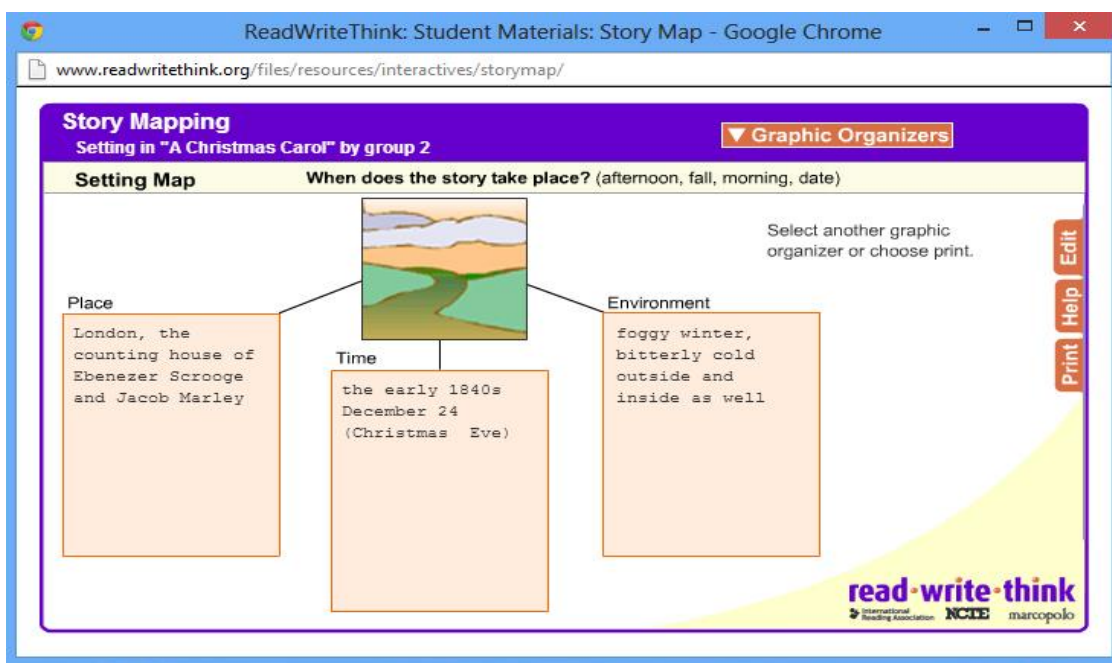 ReadWriteThink: Student Materials: Story Map - Google Chrome
www.readwritethink.org/files/resources/interactives/storymap/
Story Mapping
Setting in "A Christmas Carol" by group 2
▼ Graphic Organizers
Setting Map
When does the story take place? (afternoon, fall, morning, date)
Select another graphic
organizer or choose print.
Edit
Help
Print
Place
London, the
counting house of
Ebenezer Scrooge
and Jacob Marley
Time
the early 1840s
December 24
(Christmas Eve)
Environment
foggy winter,
bitterly cold
outside and
inside as well
read·write·think
International
Reading Association
NCTE
marcopolo